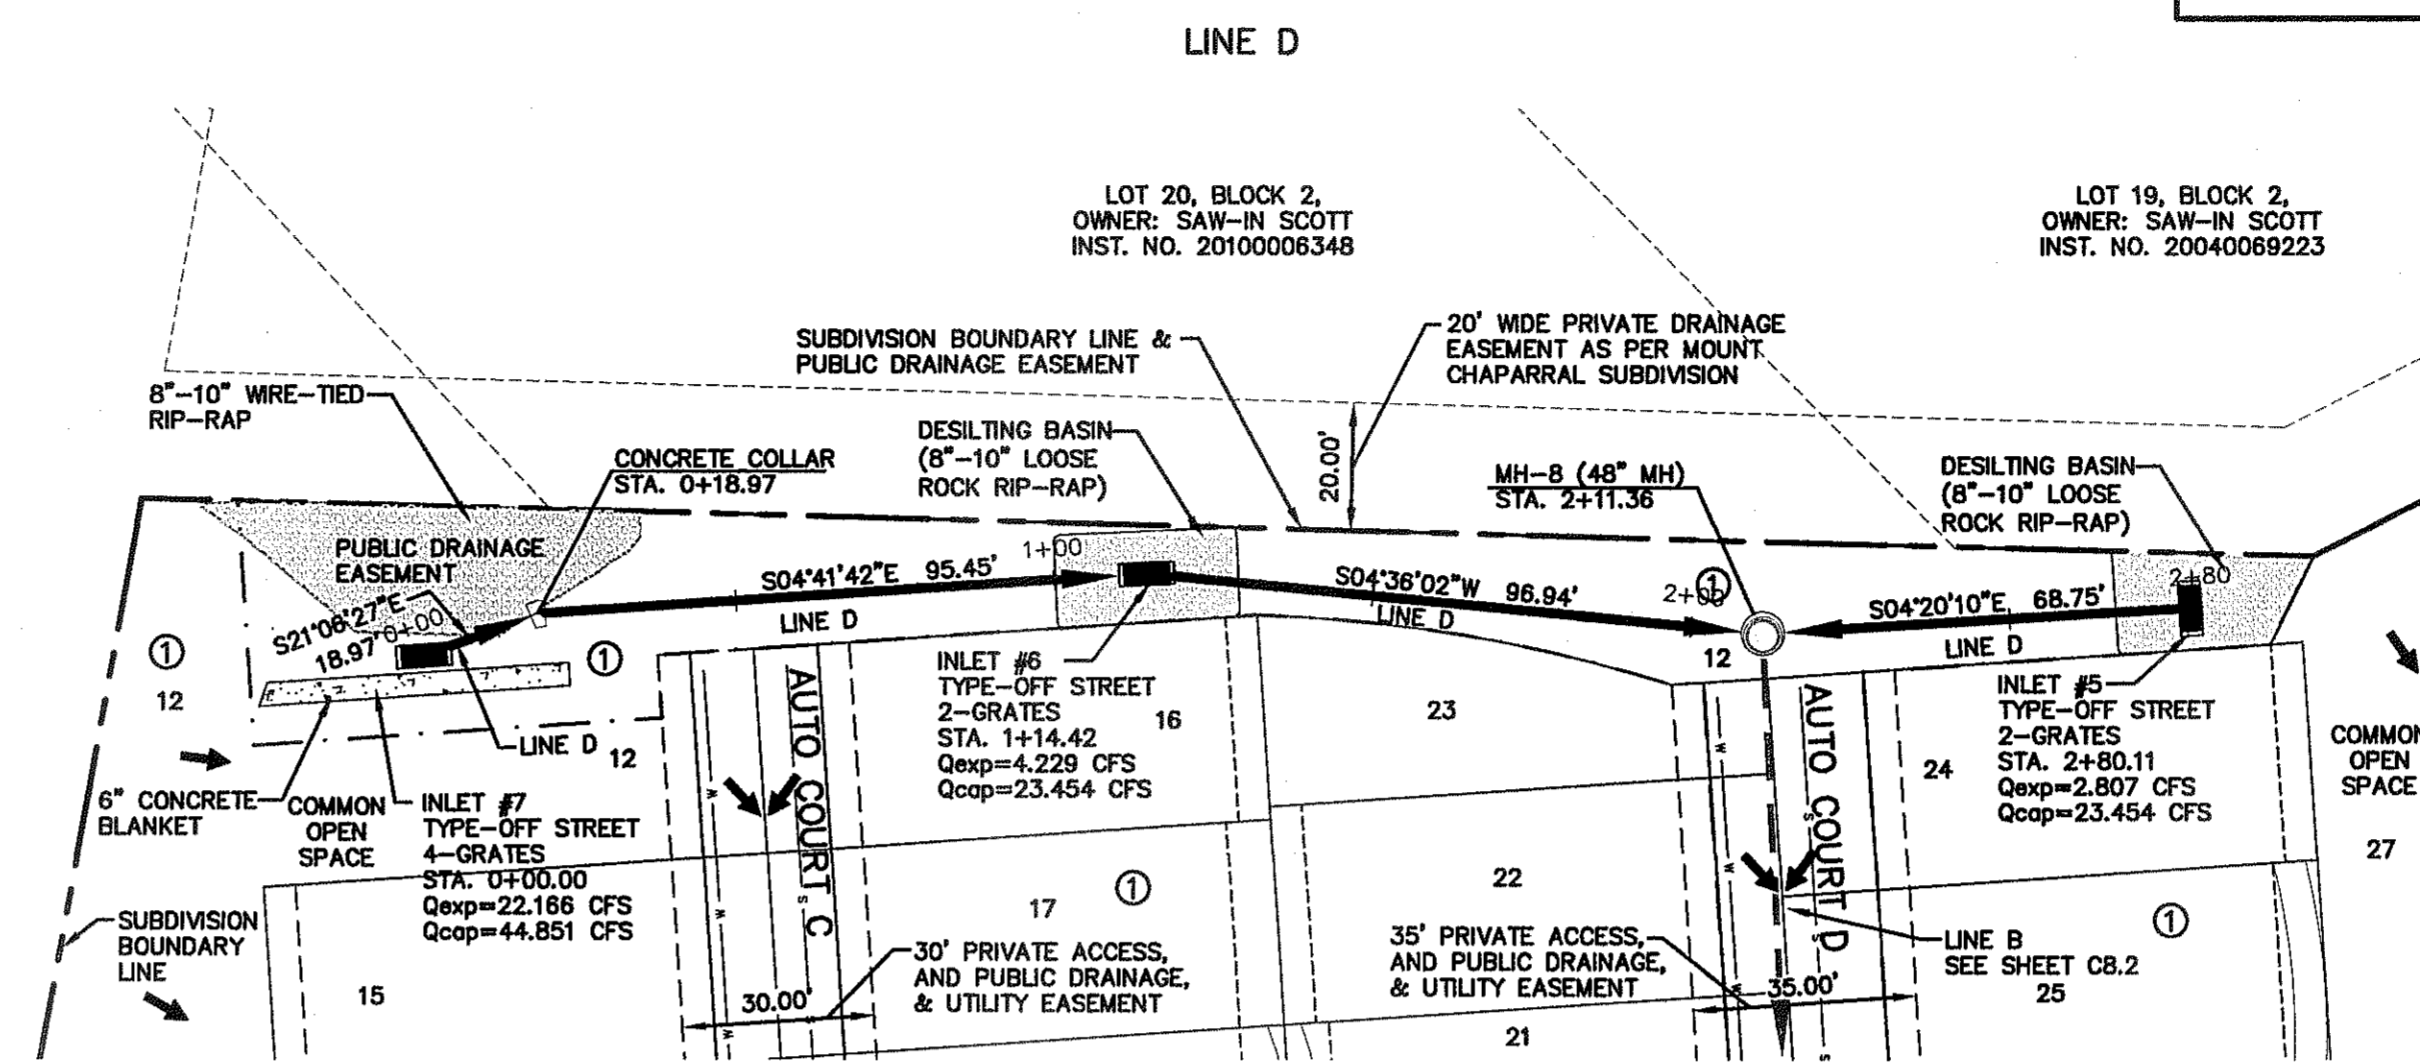 LINE D
LOT 20, BLOCK 2,
OWNER: SAW-IN SCOTT
INST. NO. 20100006348
LOT 19, BLOCK 2,
OWNER: SAW-IN SCOTT
INST. NO. 20040069223
SUBDIVISION BOUNDARY LINE &
PUBLIC DRAINAGE EASEMENT
20' WIDE PRIVATE DRAINAGE
EASEMENT AS PER MOUNT
CHAPARRAL SUBDIVISION
8"-10" WIRE-TIED
RIP-RAP
CONCRETE COLLAR
STA. 0+18.97
DESILTING BASIN
(8"-10" LOOSE
ROCK RIP-RAP)
20.00'
MH-8 (48" MH)
STA. 2+11.36
DESILTING BASIN
(8"-10" LOOSE
ROCK RIP-RAP)
PUBLIC DRAINAGE
EASEMENT
S21°06'27"E
18.97'
0+00
1+00
S04°41'42"E 95.45'
LINE D
S04°36'02"W 96.94'
LINE D
2+00
1
S04°20'10"E 68.75'
LINE D
2+80
1
12
1
12
LINE D
12
6" CONCRETE
BLANKET
COMMON
OPEN
SPACE
INLET #7
TYPE-OFF STREET
4-GRATES
STA. 0+00.00
Qexp=22.166 CFS
Qcap=44.851 CFS
INLET #6
TYPE-OFF STREET
2-GRATES
STA. 1+14.42
Qexp=4.229 CFS
Qcap=23.454 CFS
16
23
INLET #5
TYPE-OFF STREET
2-GRATES
STA. 2+80.11
Qexp=2.807 CFS
Qcap=23.454 CFS
24
COMMON
OPEN
SPACE
27
AUTO COURT C
AUTO COURT D
W
W
W
W
S
S
W
W
W
W
S
S
S
SUBDIVISION
BOUNDARY
LINE
15
17
1
22
1
30.00'
30' PRIVATE ACCESS,
AND PUBLIC DRAINAGE,
& UTILITY EASEMENT
35' PRIVATE ACCESS,
AND PUBLIC DRAINAGE,
& UTILITY EASEMENT
35.00'
LINE B
SEE SHEET C8.2
25
21